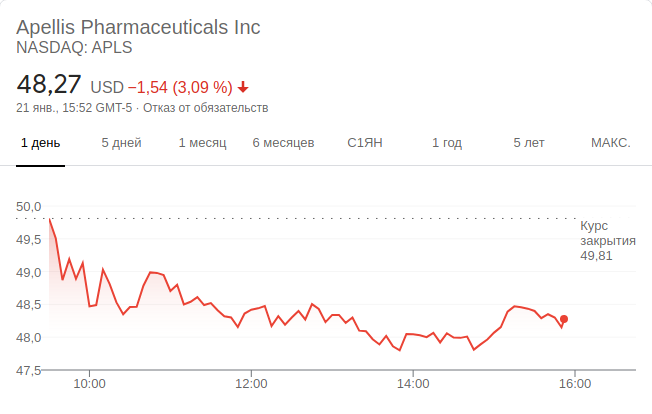 Apellis Pharmaceuticals Inc
NASDAQ: APLS
48,27 USD −1,54 (3,09 %)
21 янв., 15:52 GMT-5 · Отказ от обязательств
1 день 5 дней 1 месяц 6 месяцев С1ЯН 1 год 5 лет МАКС.
50,0
Курс
закрытия
49,81
49,5
49,0
48,5
48,0
47,5
10:00 12:00 14:00 16:00